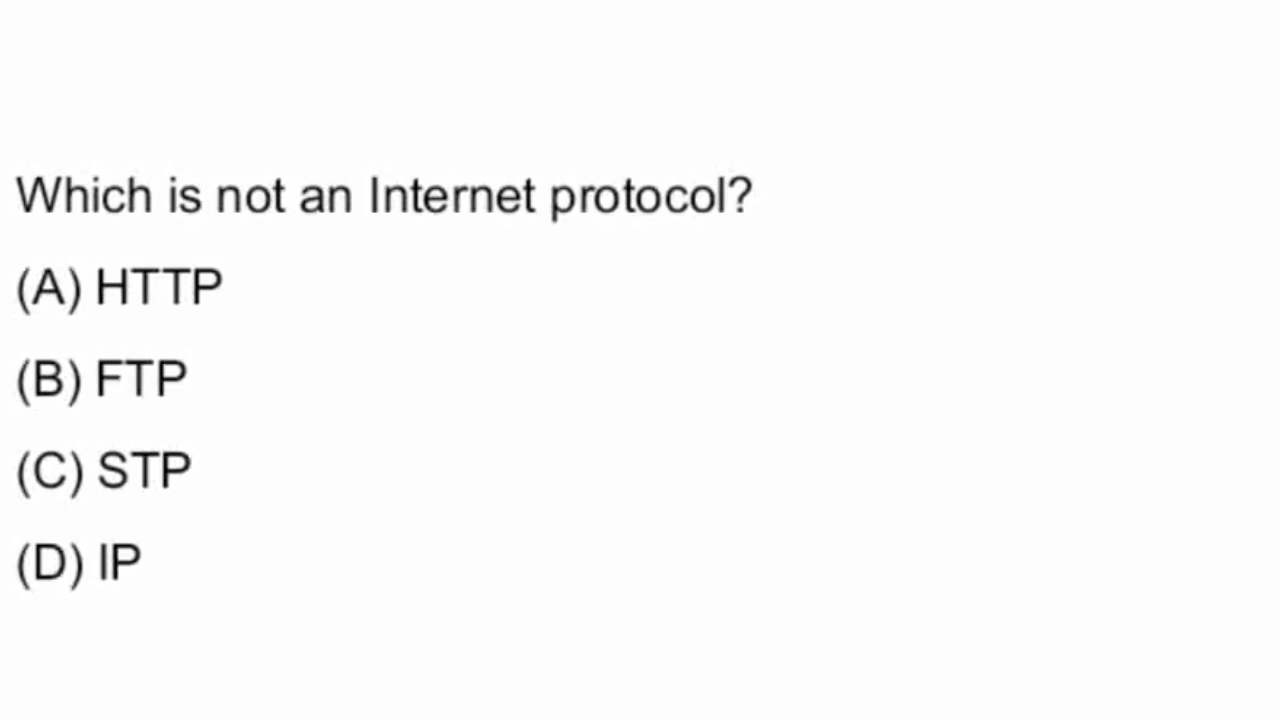 Which is not an Internet protocol?
(A) HTTP
(B) FTP
(C) STP
(D) IP